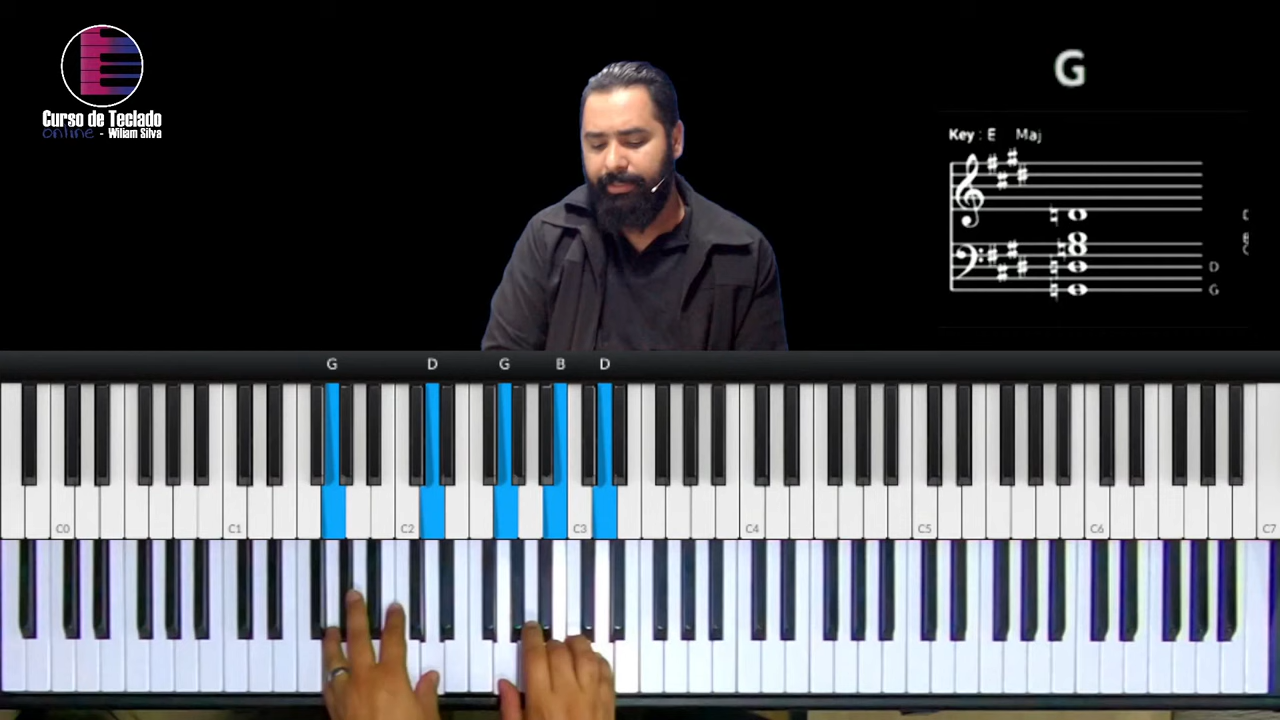 Curso de Teclado
online - Wiliam Silva
G
Key : E Maj
D
G
G D G B D
C0 C1 C2 C3 C4 C5 C6 C7